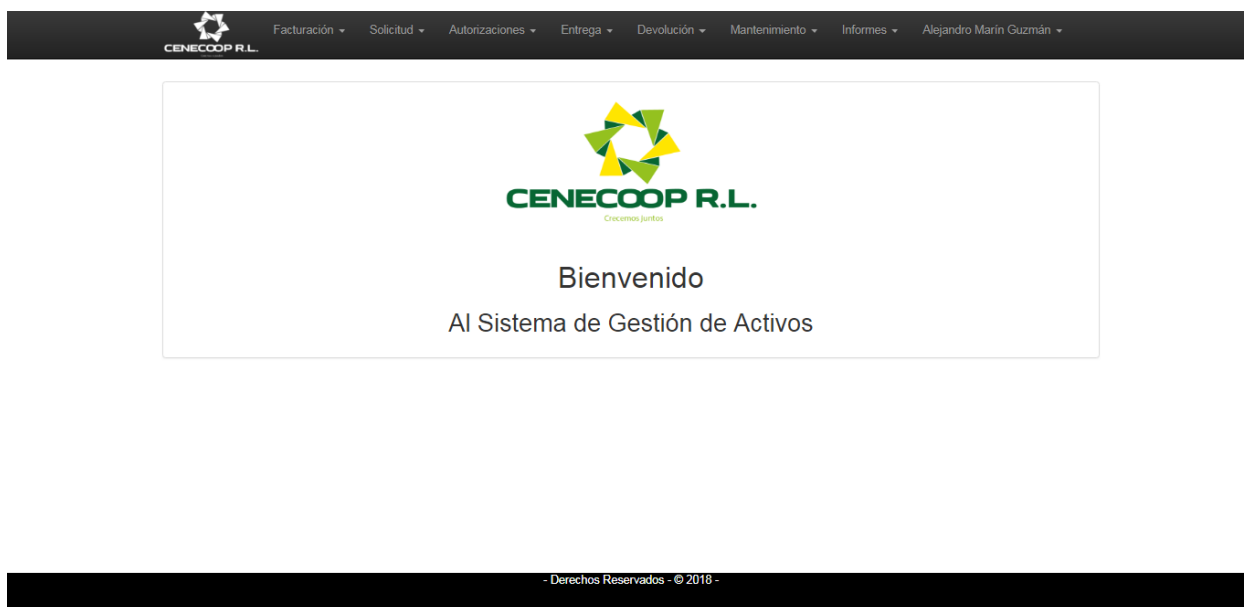 CENECOOP R.L.
Facturación Solicitud Autorizaciones Entrega Devolución Mantenimiento Informes Alejandro Marín Guzmán
CENECOOP R.L.
Crecemos Juntos
Bienvenido
Al Sistema de Gestión de Activos
- Derechos Reservados - © 2018 -